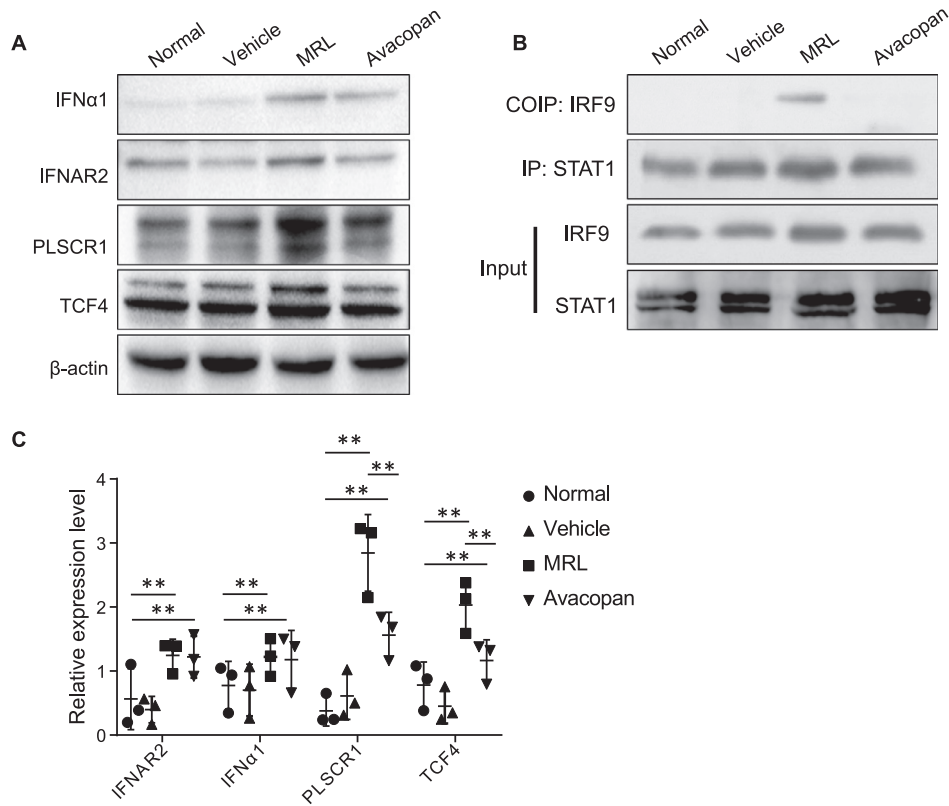 A
Normal
Vehicle
MRL
Avacopan
IFNα1
IFNAR2
PLSCR1
TCF4
β-actin
B
Normal
Vehicle
MRL
Avacopan
COIP: IRF9
IP: STAT1
Input
IRF9
STAT1
C
Relative expression level
4
3
2
1
0
** ** **
** ** **
** ** **
**
IFNAR2
IFNα1
PLSCR1
TCF4
Normal
Vehicle
MRL
Avacopan